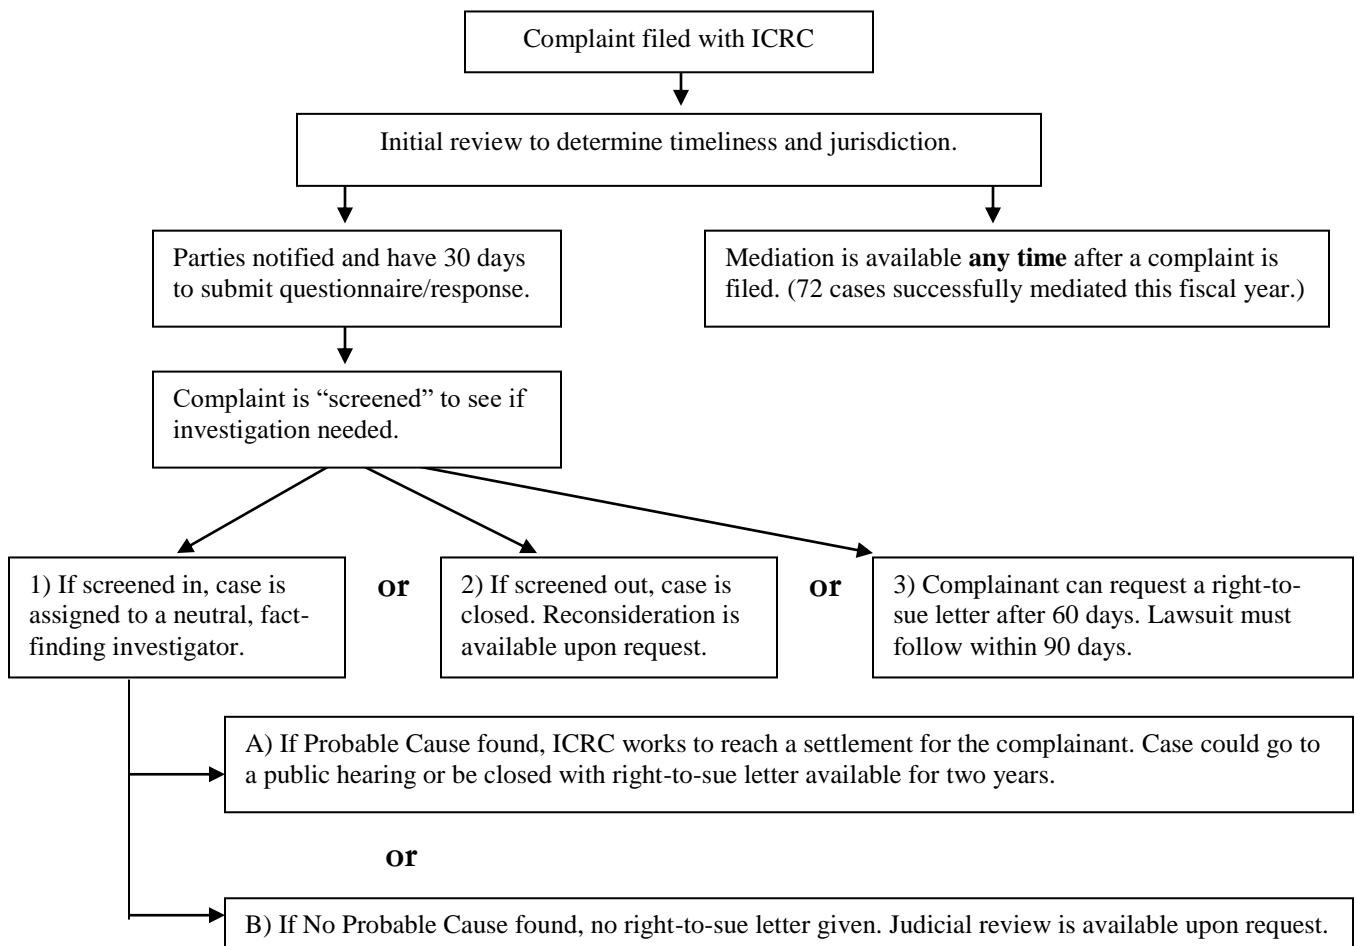 Complaint filed with ICRC
Initial review to determine timeliness and jurisdiction.
Parties notified and have 30 days
to submit questionnaire/response.
Mediation is available any time after a complaint is
filed. (72 cases successfully mediated this fiscal year.)
Complaint is “screened” to see if
investigation needed.
1) If screened in, case is
assigned to a neutral, fact-
finding investigator.
or
2) If screened out, case is
closed. Reconsideration is
available upon request.
or
3) Complainant can request a right-to-
sue letter after 60 days. Lawsuit must
follow within 90 days.
A) If Probable Cause found, ICRC works to reach a settlement for the complainant. Case could go to
a public hearing or be closed with right-to-sue letter available for two years.
or
B) If No Probable Cause found, no right-to-sue letter given. Judicial review is available upon request.